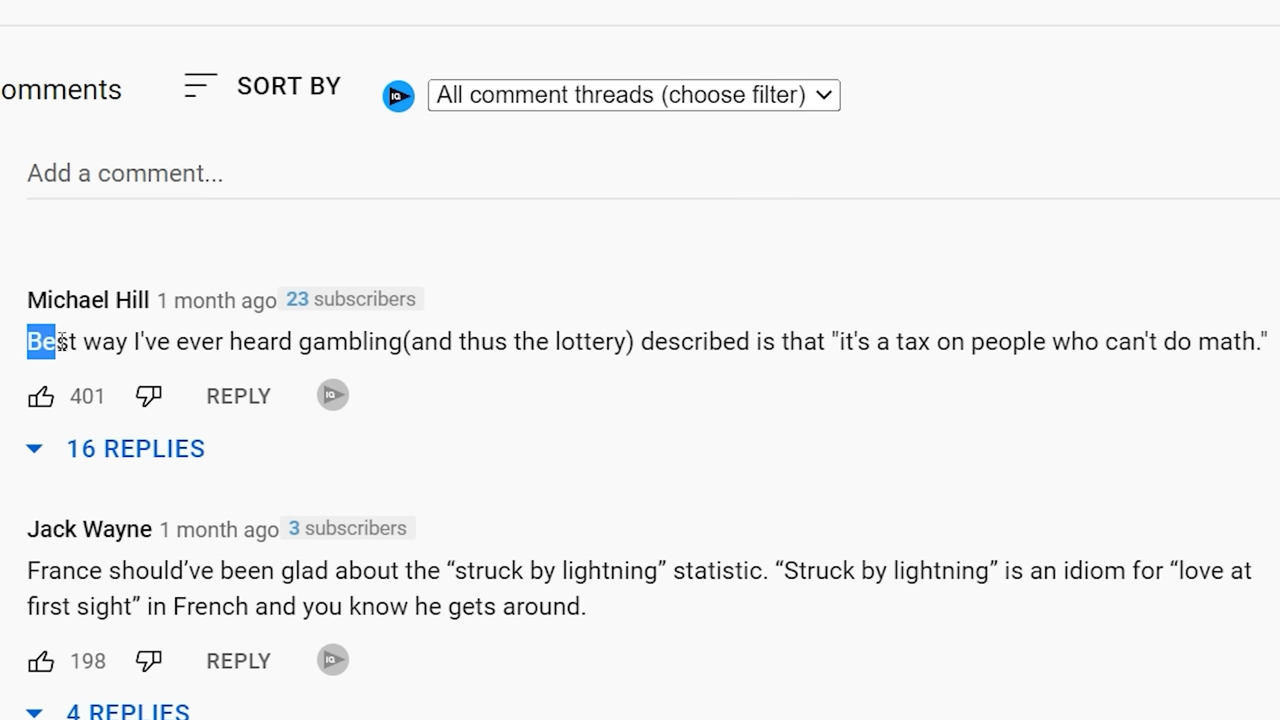 omments SORT BY All comment threads (choose filter)
Add a comment...
Michael Hill 1 month ago 23 subscribers
Best way I've ever heard gambling(and thus the lottery) described is that "it's a tax on people who can't do math."
401 REPLY
16 REPLIES
Jack Wayne 1 month ago 3 subscribers
France should’ve been glad about the “struck by lightning” statistic. “Struck by lightning” is an idiom for “love at
first sight” in French and you know he gets around.
198 REPLY
4 REPLIES